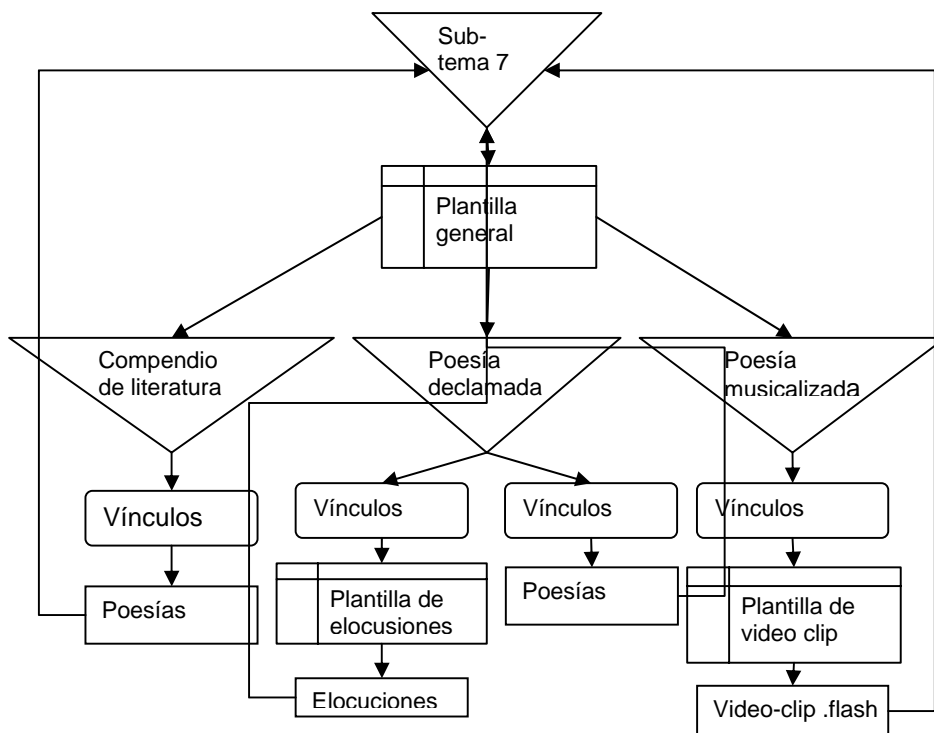 Sub-
tema 7
Plantilla
general
Compendio
de literatura
Poesía
declamada
Poesía
musicalizada
Vínculos
Vínculos
Vínculos
Vínculos
Poesías
Plantilla de
elocusiones
Poesías
Plantilla de
video clip
Elocuciones
Video-clip .flash